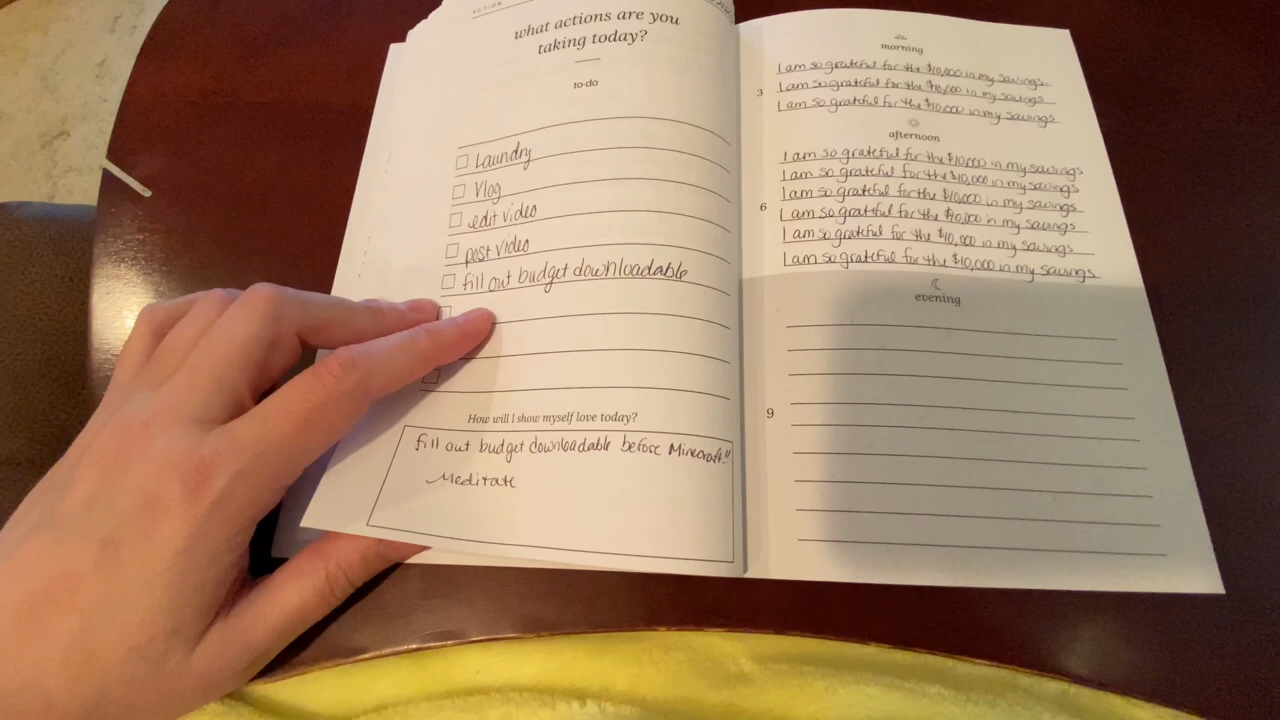 ACTION
what actions are you
taking today?
to-do
Laundry
Vlog
edit video
post video
fill out budget downloadable
How will I show myself love today?
fill out budget downloadable before Minecraft!!
Meditate
morning
I am so grateful for the $10,000 in my savings.
3 I am so grateful for the $10,000 in my savings
I am so grateful for the $10,000 in my savings
afternoon
I am so grateful for the $10,000 in my savings
I am so grateful for the $10,000 in my savings
I am so grateful for the $10,000 in my savings
6 I am so grateful for the $10,000 in my savings
I am so grateful for the $10,000 in my savings
I am so grateful for the $10,000 in my savings
evening
9